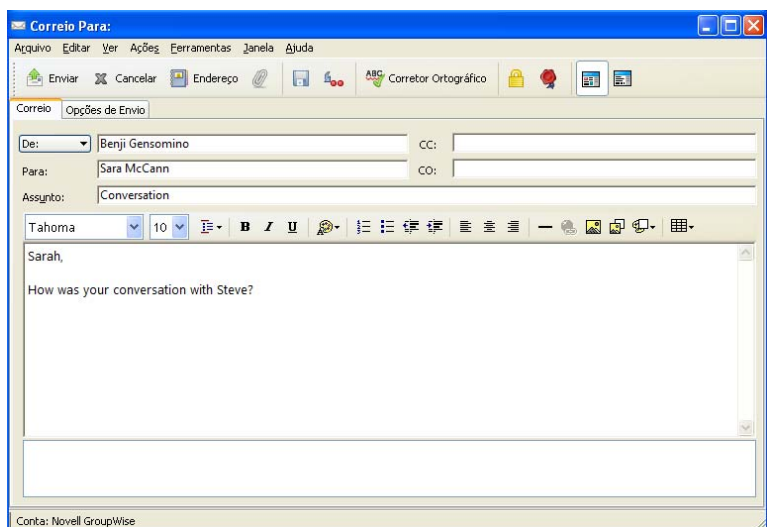 Correio Para:
Arquivo Editar Ver Ações Ferramentas Janela Ajuda
Enviar Cancelar Endereço ABC Corretor Ortográfico
Correio Opções de Envio
De: Benji Gensomino CC:
Para: Sara McCann CO:
Assunto: Conversation
Tahoma 10 B I U
Sarah,
How was your conversation with Steve?
Conta: Novell GroupWise